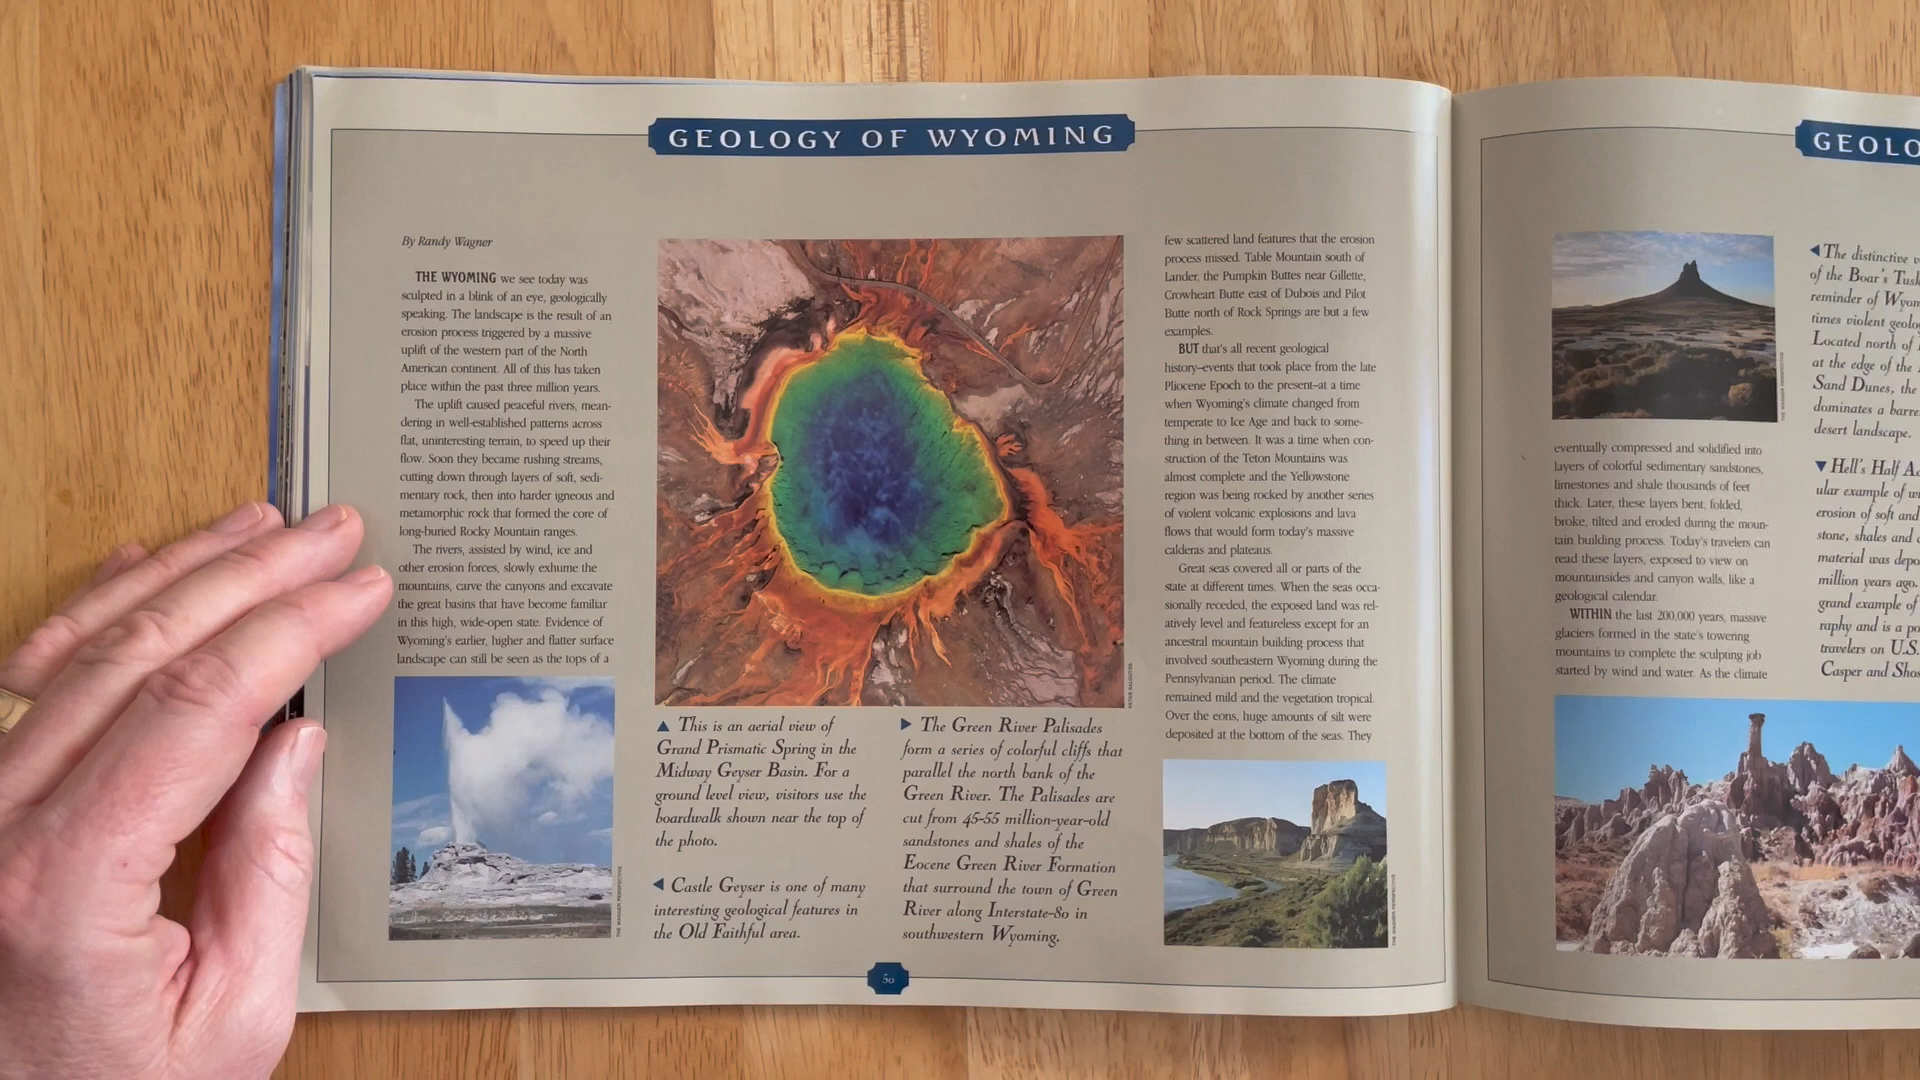 GEOLOGY OF WYOMING
By Randy Wagner
THE WYOMING we see today was
sculpted in a blink of an eye, geologically
speaking. The landscape is the result of an
erosion process triggered by a massive
uplift of the western part of the North
American continent. All of this has taken
place within the past three million years.
The uplift caused peaceful rivers, mean-
dering in well-established patterns across
flat, uninteresting terrain, to speed up their
flow. Soon they became rushing streams,
cutting down through layers of soft, sedi-
mentary rock, then into harder igneous and
metamorphic rock that formed the core of
long-buried Rocky Mountain ranges.
The rivers, assisted by wind, ice and
other erosion forces, slowly exhume the
mountains, carve the canyons and excavate
the great basins that have become familiar
in this high, wide-open state. Evidence of
Wyoming's earlier, higher and flatter surface
landscape can still be seen as the tops of a
THE WAGNER PERSPECTIVE
▲ This is an aerial view of
Grand Prismatic Spring in the
Midway Geyser Basin. For a
ground level view, visitors use the
boardwalk shown near the top of
the photo.
◀ Castle Geyser is one of many
interesting geological features in
the Old Faithful area.
▶ The Green River Palisades
form a series of colorful cliffs that
parallel the north bank of the
Green River. The Palisades are
cut from 45-55 million-year-old
sandstones and shales of the
Eocene Green River Formation
that surround the town of Green
River along Interstate-80 in
southwestern Wyoming.
few scattered land features that the erosion
process missed. Table Mountain south of
Lander, the Pumpkin Buttes near Gillette,
Crowheart Butte east of Dubois and Pilot
Butte north of Rock Springs are but a few
examples.
BUT that's all recent geological
history–events that took place from the late
Pliocene Epoch to the present–at a time
when Wyoming's climate changed from
temperate to Ice Age and back to some-
thing in between. It was a time when con-
struction of the Teton Mountains was
almost complete and the Yellowstone
region was being rocked by another series
of violent volcanic explosions and lava
flows that would form today's massive
calderas and plateaus.
Great seas covered all or parts of the
state at different times. When the seas occa-
sionally receded, the exposed land was rel-
atively level and featureless except for an
ancestral mountain building process that
involved southeastern Wyoming during the
Pennsylvanian period. The climate
remained mild and the vegetation tropical.
Over the eons, huge amounts of silt were
deposited at the bottom of the seas. They
THE WAGNER PERSPECTIVE
50
GEOLO
THE WAGNER PERSPECTIVE
eventually compressed and solidified into
layers of colorful sedimentary sandstones,
limestones and shale thousands of feet
thick. Later, these layers bent, folded,
broke, tilted and eroded during the moun-
tain building process. Today's travelers can
read these layers, exposed to view on
mountainsides and canyon walls, like a
geological calendar.
WITHIN the last 200,000 years, massive
glaciers formed in the state's towering
mountains to complete the sculpting job
started by wind and water. As the climate
◀ The distinctive
of the Boar's Tusk
reminder of Wyom
times violent geolo
Located north of
at the edge of the
Sand Dunes, the
dominates a barre
desert landscape.
▼ Hell's Half Ac
ular example of w
erosion of soft and
stone, shales and
material was depo
million years ago.
grand example of
raphy and is a po
travelers on U.S.
Casper and Shos